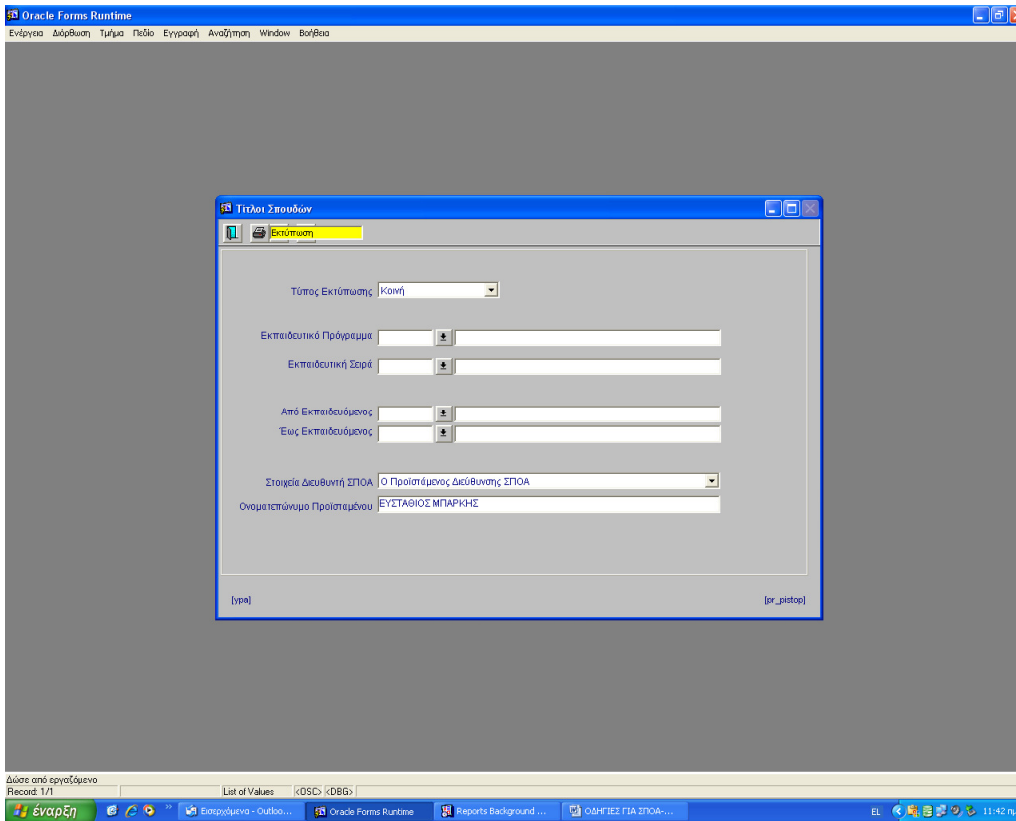 Oracle Forms Runtime
Ενέργεια Διόρθωση Τμήμα Πεδίο Εγγραφή Αναζήτηση Window Βοήθεια
Τίτλοι Σπουδών
Εκτύπωση
Τύπος Εκτύπωσης Κοινή
Εκπαιδευτικό Πρόγραμμα
Εκπαιδευτική Σειρά
Από Εκπαιδευόμενος
Έως Εκπαιδευόμενος
Στοιχεία Διευθυντή ΣΠΟΑ Ο Προϊστάμενος Διεύθυνσης ΣΠΟΑ
Ονοματεπώνυμο Προϊσταμένου ΕΥΣΤΑΘΙΟΣ ΜΠΑΡΚΗΣ
[ypa] [pr_pistop]
Δώσε από εργαζόμενο
Record: 1/1 List of Values <OSC> <DBG>
έναρξη Εισερχόμενα - Outloo... Oracle Forms Runtime Reports Background ... ΟΔΗΓΙΕΣ ΓΙΑ ΣΠΟΑ-... EL 11:42 πμ